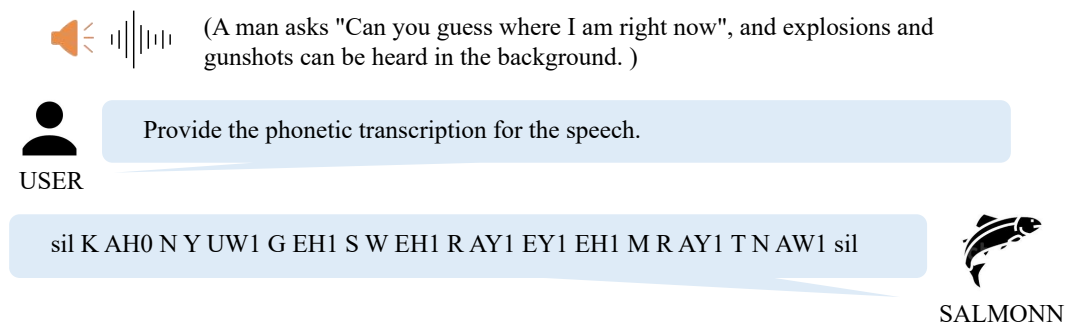 (A man asks "Can you guess where I am right now", and explosions and
gunshots can be heard in the background. )
Provide the phonetic transcription for the speech.
USER
sil K AH0 N Y UW1 G EH1 S W EH1 R AY1 EY1 EH1 M R AY1 T N AW1 sil
SALMONN